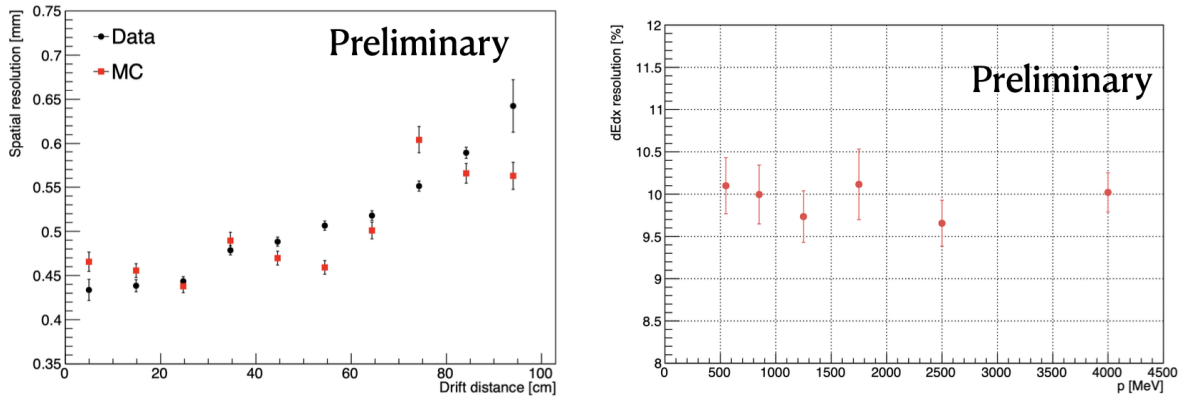 Spatial resolution [mm]
0.75
0.7
0.65
0.6
0.55
0.5
0.45
0.4
0.35
Data
MC
Preliminary
0 20 40 60 80 100
Drift distance [cm]
dEdx resolution [%]
12
11.5
11
10.5
10
9.5
9
8.5
8
Preliminary
0 500 1000 1500 2000 2500 3000 3500 4000 4500
p [MeV]